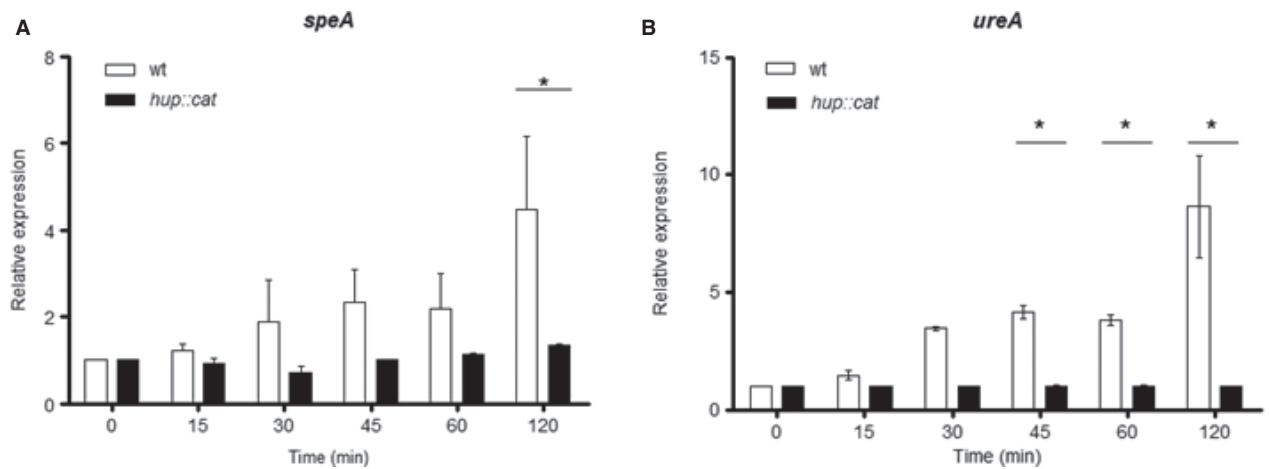 A
speA
wt
hup::cat
*
8
6
4
2
0
Relative expression
0 15 30 45 60 120
Time (min)
B
ureA
wt
hup::cat
* * *
15
10
5
0
Relative expression
0 15 30 45 60 120
Time (min)